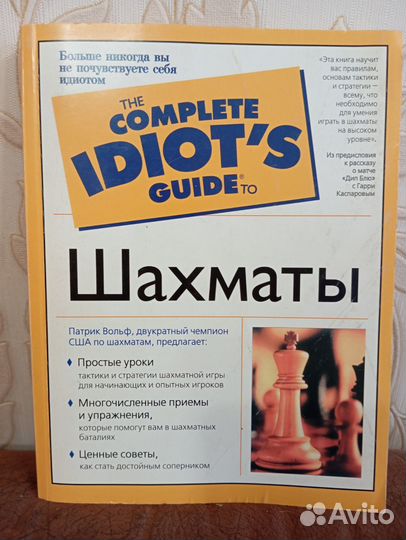 Больше никогда вы
не почувствуете себя
идиотом
«Эта книга научит
вас правилам,
основам тактики
и стратегии —
всему, что
необходимо
для умения
играть в шахматы
на высоком
уровне».
Из предисловия
к рассказу
о матче
«Дип Блю»
с Гарри
Каспаровым
THE
COMPLETE
IDIOT'S
GUIDE® TO
Шахматы
Патрик Вольф, двукратный чемпион
США по шахматам, предлагает:
♦ Простые уроки
тактики и стратегии шахматной игры
для начинающих и опытных игроков
♦ Многочисленные приемы
и упражнения,
которые помогут вам в шахматных
баталиях
♦ Ценные советы,
как стать достойным соперником
Avito